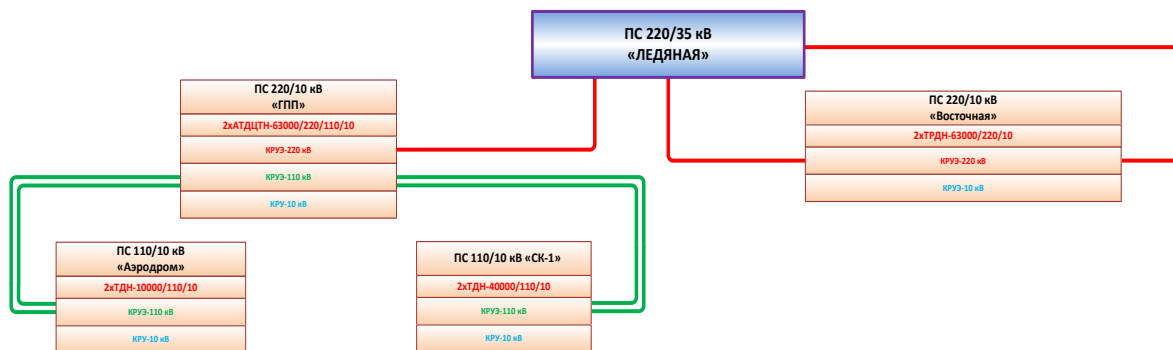 ПС 220/35 кВ
«ЛЕДЯНАЯ»
ПС 220/10 кВ
«ГПП»
2хАТДЦТН-63000/220/110/10
КРУЭ-220 кВ
КРУЭ-110 кВ
КРУ-10 кВ
ПС 220/10 кВ
«Восточная»
2хТРДН-63000/220/10
КРУЭ-220 кВ
КРУЭ-10 кВ
ПС 110/10 кВ
«Аэродром»
2хТДН-10000/110/10
КРУЭ-110 кВ
КРУ-10 кВ
ПС 110/10 кВ «СК-1»
2хТДН-40000/110/10
КРУЭ-110 кВ
КРУ-10 кВ